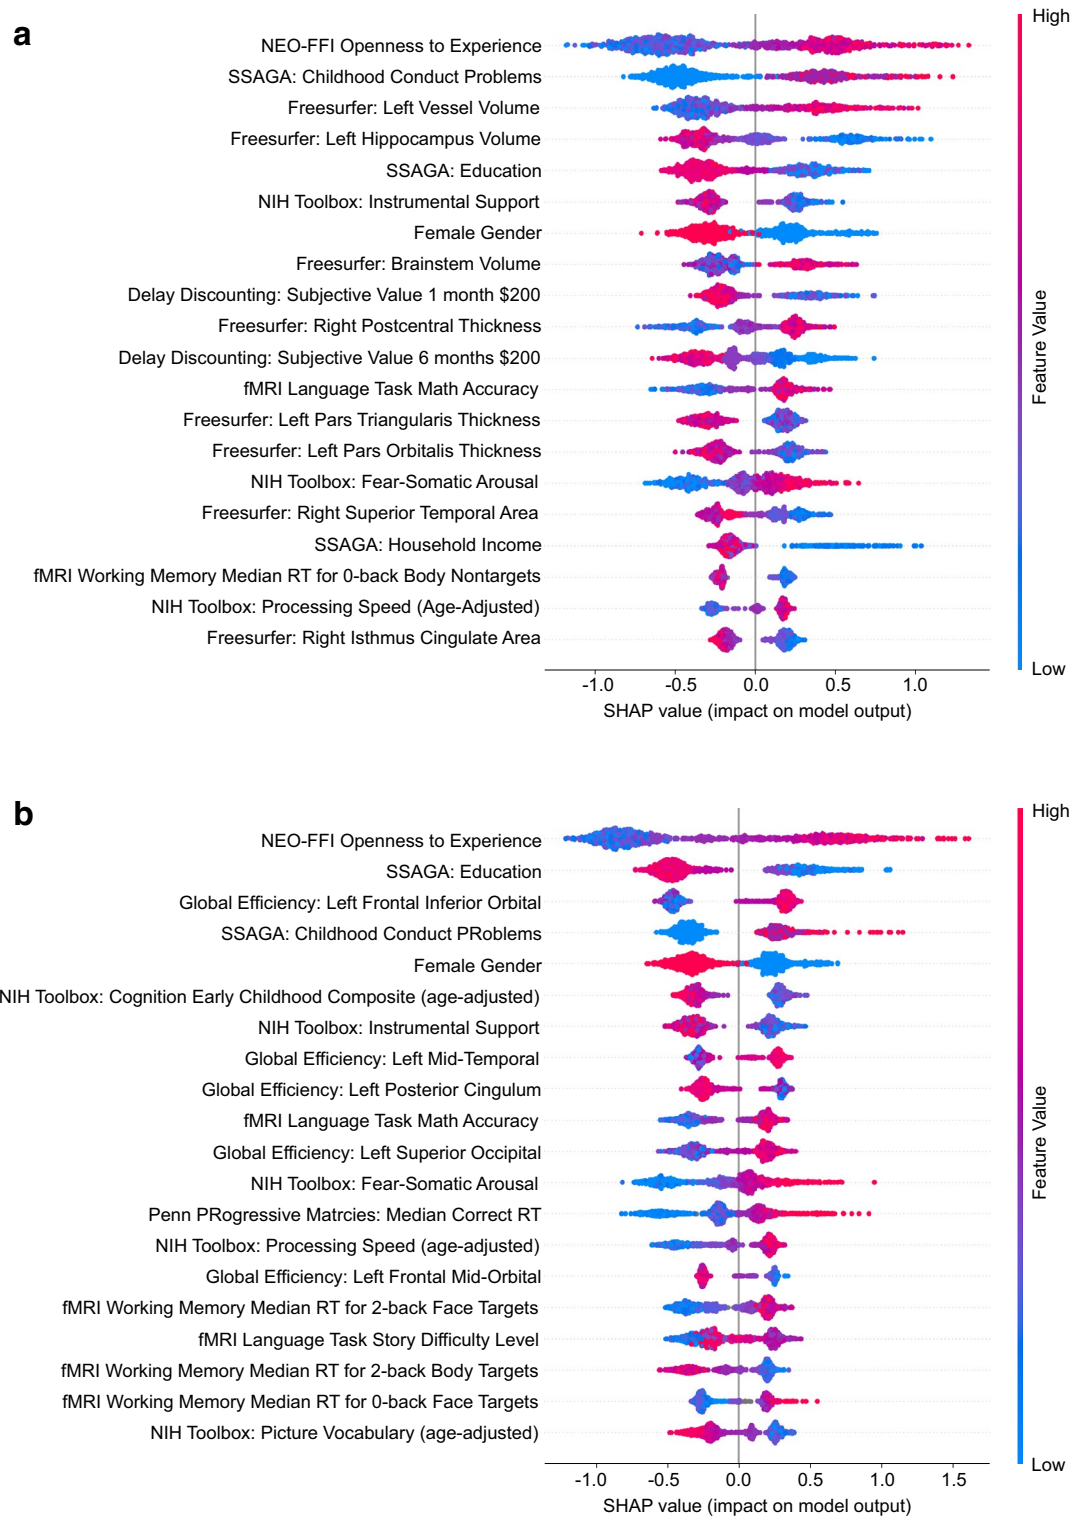 a
High
NEO-FFI Openness to Experience
SSAGA: Childhood Conduct Problems
Freesurfer: Left Vessel Volume
Freesurfer: Left Hippocampus Volume
SSAGA: Education
NIH Toolbox: Instrumental Support
Female Gender
Freesurfer: Brainstem Volume
Delay Discounting: Subjective Value 1 month $200
Freesurfer: Right Postcentral Thickness
Delay Discounting: Subjective Value 6 months $200
fMRI Language Task Math Accuracy
Freesurfer: Left Pars Triangularis Thickness
Freesurfer: Left Pars Orbitalis Thickness
NIH Toolbox: Fear-Somatic Arousal
Freesurfer: Right Superior Temporal Area
SSAGA: Household Income
fMRI Working Memory Median RT for 0-back Body Nontargets
NIH Toolbox: Processing Speed (Age-Adjusted)
Freesurfer: Right Isthmus Cingulate Area
Feature Value
Low
-1.0 -0.5 0.0 0.5 1.0
SHAP value (impact on model output)
b
High
NEO-FFI Openness to Experience
SSAGA: Education
Global Efficiency: Left Frontal Inferior Orbital
SSAGA: Childhood Conduct PRoblems
Female Gender
NIH Toolbox: Cognition Early Childhood Composite (age-adjusted)
NIH Toolbox: Instrumental Support
Global Efficiency: Left Mid-Temporal
Global Efficiency: Left Posterior Cingulum
fMRI Language Task Math Accuracy
Global Efficiency: Left Superior Occipital
NIH Toolbox: Fear-Somatic Arousal
Penn PRogressive Matrcies: Median Correct RT
NIH Toolbox: Processing Speed (age-adjusted)
Global Efficiency: Left Frontal Mid-Orbital
fMRI Working Memory Median RT for 2-back Face Targets
fMRI Language Task Story Difficulty Level
fMRI Working Memory Median RT for 2-back Body Targets
fMRI Working Memory Median RT for 0-back Face Targets
NIH Toolbox: Picture Vocabulary (age-adjusted)
Feature Value
Low
-1.0 -0.5 0.0 0.5 1.0 1.5
SHAP value (impact on model output)